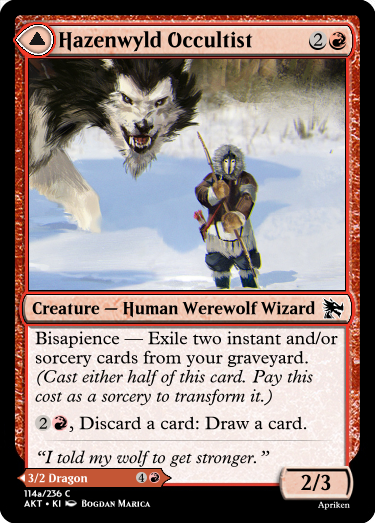 Hazenwyld Occultist 2
Creature — Human Werewolf Wizard
Bisapience — Exile two instant and/or
sorcery cards from your graveyard.
(Cast either half of this card. Pay this
cost as a sorcery to transform it.)
2, Discard a card: Draw a card.
“I told my wolf to get stronger.”
3/2 Dragon 4
2/3
114a/236 C
AKT • KI Bogdan Marica
Apriken